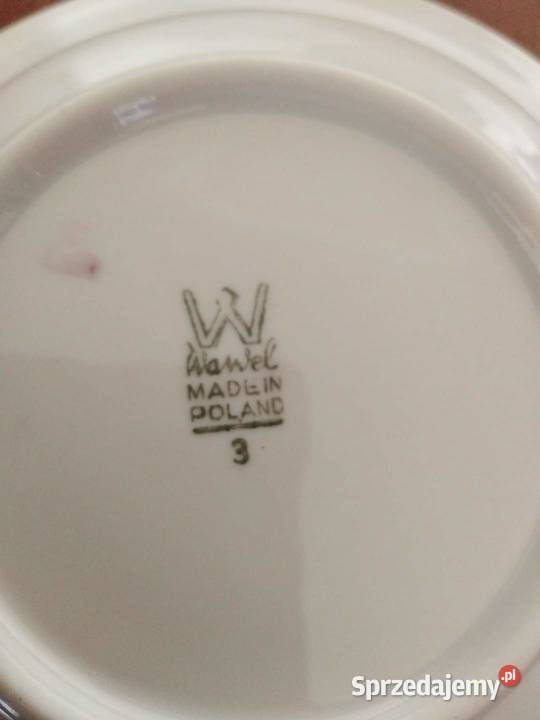 W
Wawel
MADE IN
POLAND
3
Sprzedajemy.pl